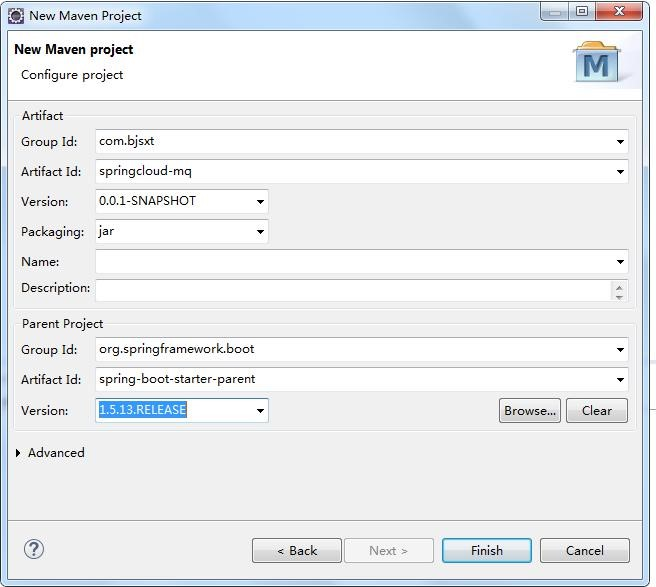 New Maven Project
New Maven project
Configure project
M
Artifact
Group Id: com.bjsxt
Artifact Id: springcloud-mq
Version: 0.0.1-SNAPSHOT
Packaging: jar
Name:
Description:
Parent Project
Group Id: org.springframework.boot
Artifact Id: spring-boot-starter-parent
Version: 1.5.13.RELEASE Browse... Clear
Advanced
? < Back Next > Finish Cancel